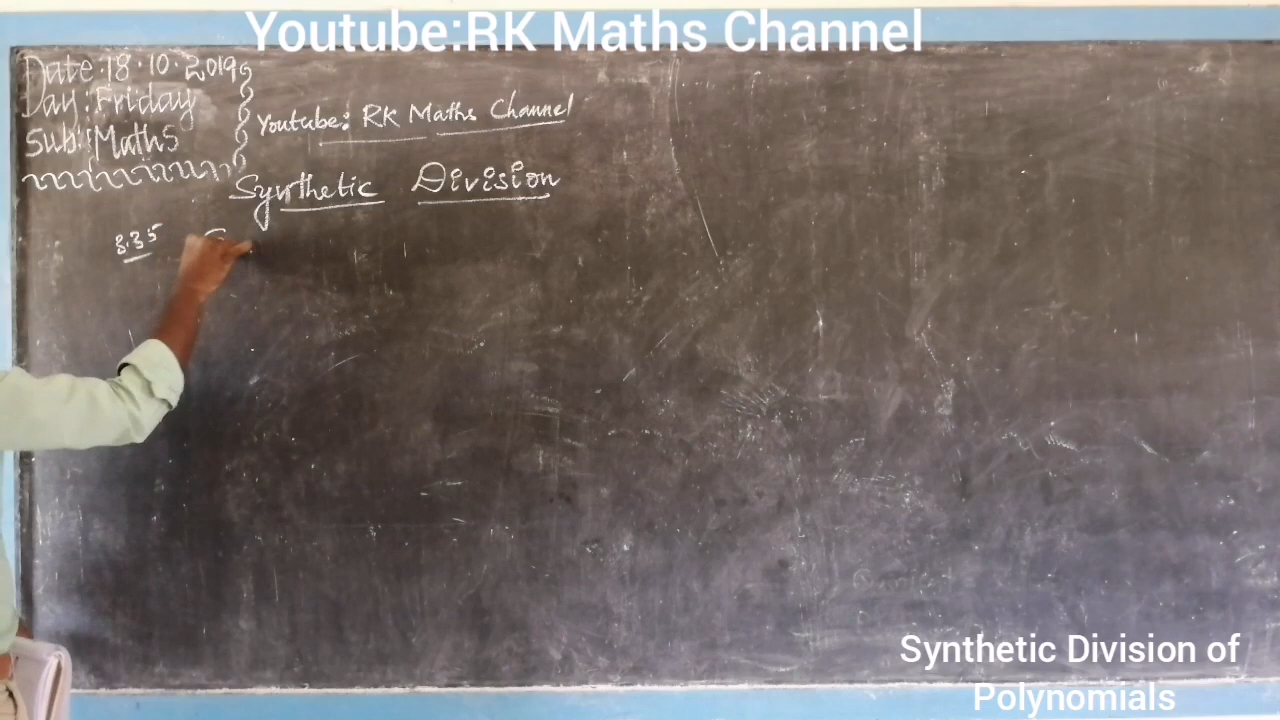 Youtube:RK Maths Channel
Date:18.10.2019
Day:Friday
Sub:Maths
Youtube: RK Maths Channel
Synthetic Division
3.35
Synthetic Division of
Polynomials